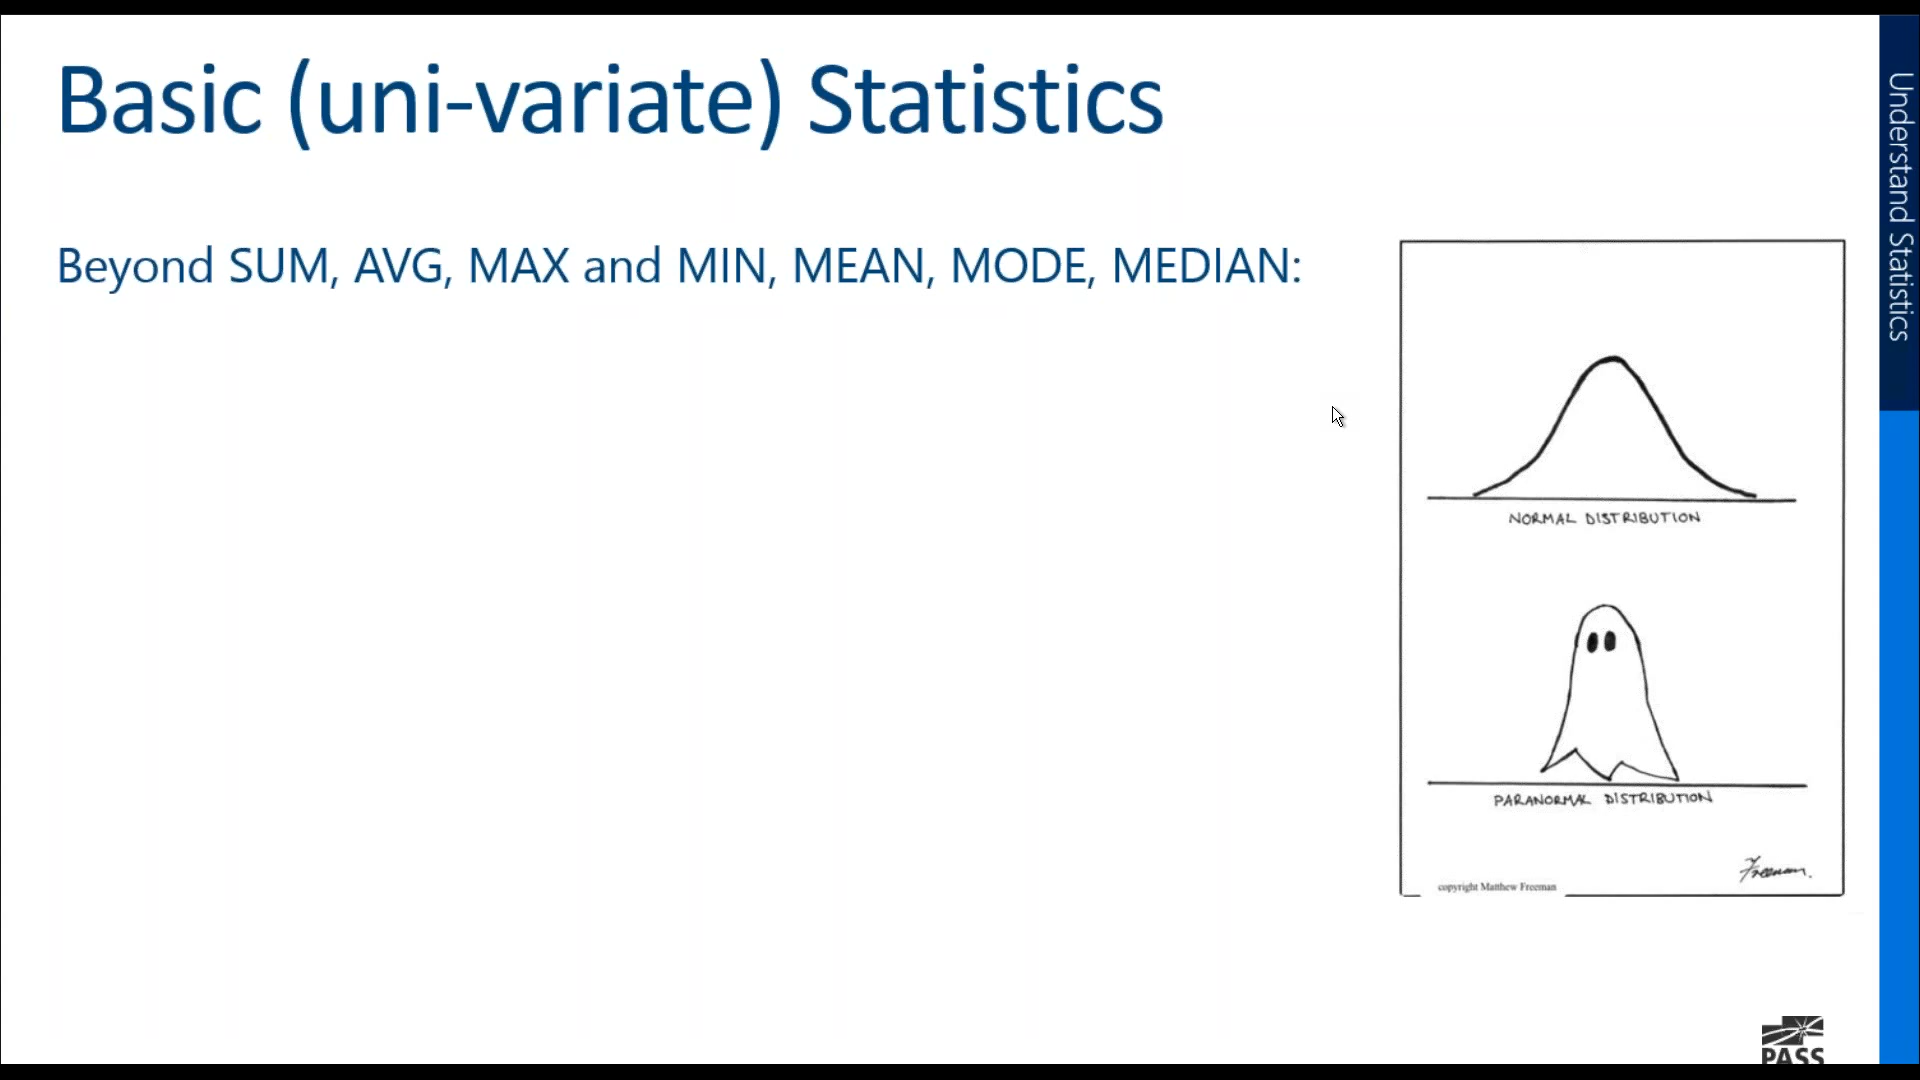 Basic (uni-variate) Statistics
Understand Statistics
Beyond SUM, AVG, MAX and MIN, MEAN, MODE, MEDIAN:
NORMAL DISTRIBUTION
PARANORMAL DISTRIBUTION
Freeman.
copyright Matthew Freeman
PASS